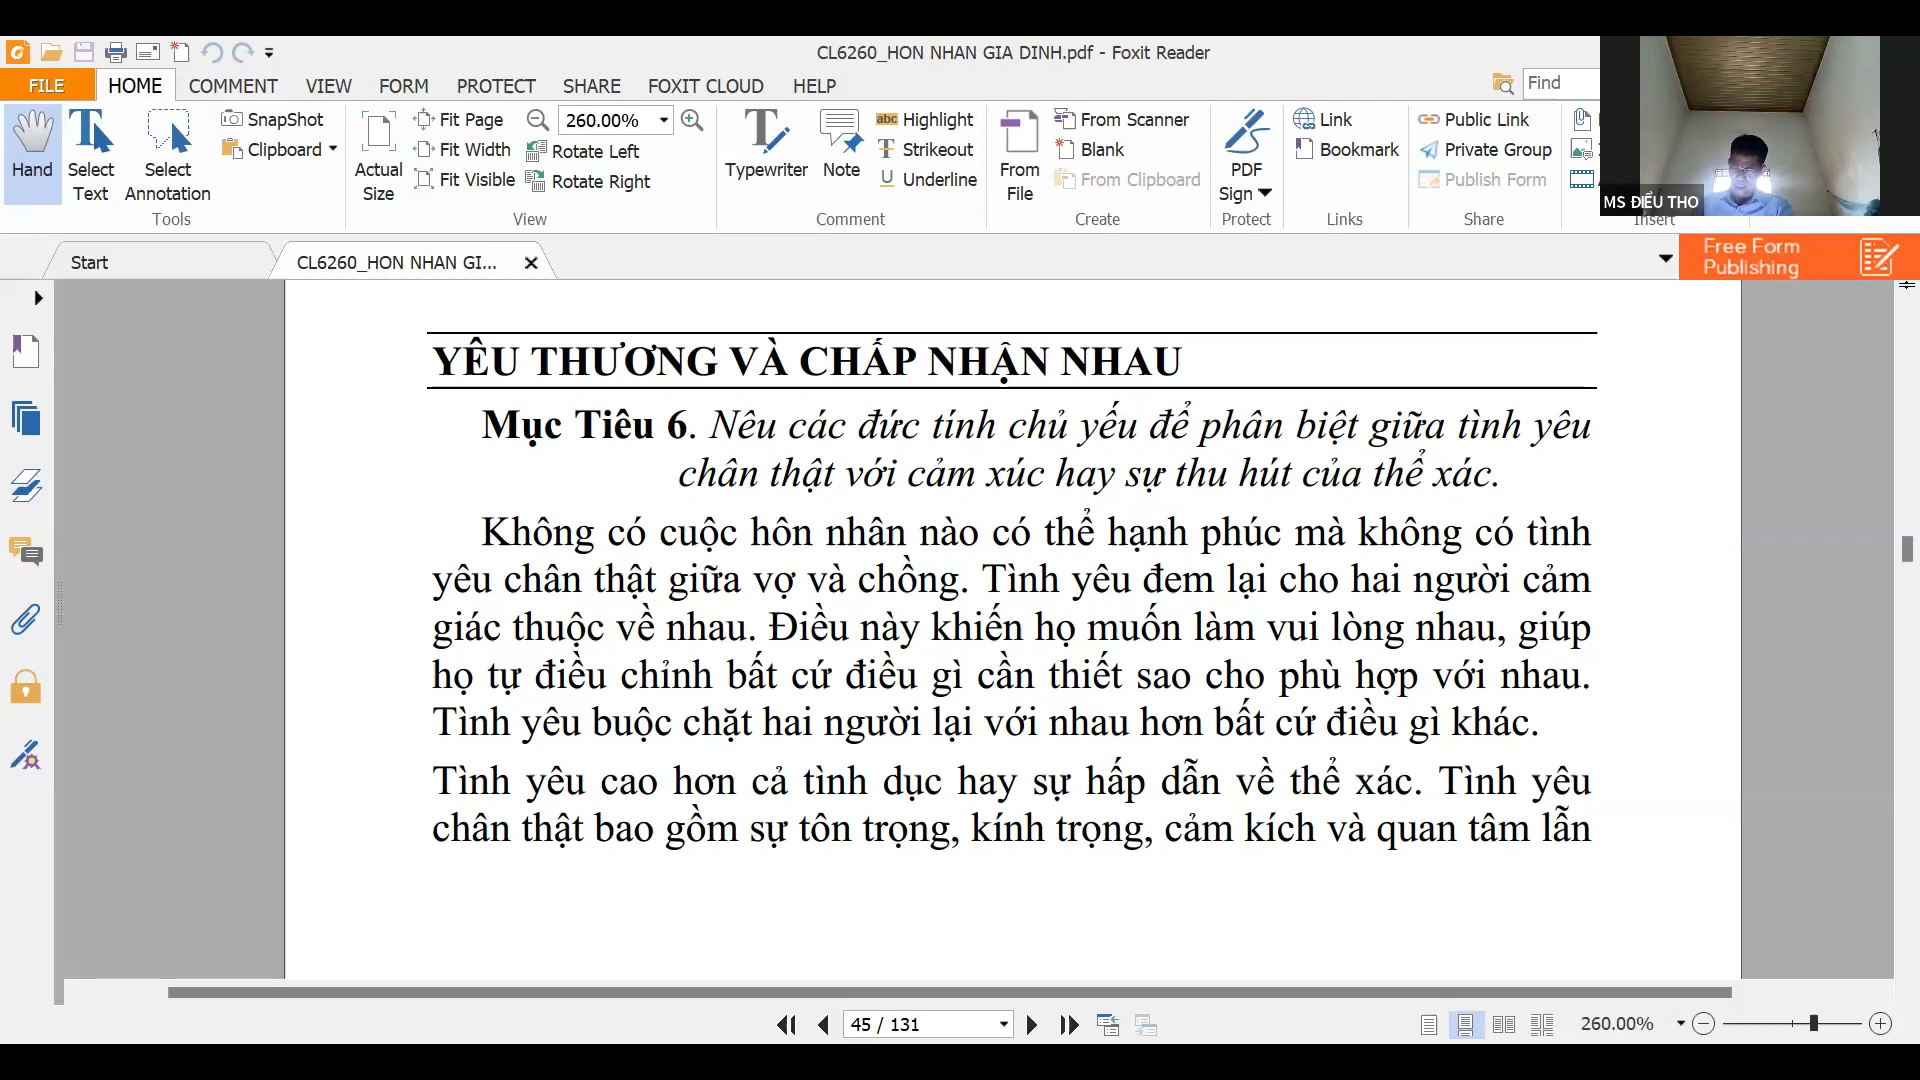 CL6260_HON NHAN GIA DINH.pdf - Foxit Reader
FILE HOME COMMENT VIEW FORM PROTECT SHARE FOXIT CLOUD HELP Find
Hand
Select Text
Select Annotation
SnapShot
Clipboard
Tools
Actual Size
Fit Page
Fit Width
Fit Visible
260.00%
Rotate Left
Rotate Right
View
Typewriter
Note
Highlight
Strikeout
Underline
Comment
From File
From Scanner
Blank
From Clipboard
Create
PDF Sign
Protect
Link
Bookmark
Links
Public Link
Private Group
Publish Form
Share
Insert
MS ĐIỂU THO
Start
CL6260_HON NHAN GI...
Free Form
Publishing
YÊU THƯƠNG VÀ CHẤP NHẬN NHAU
Mục Tiêu 6. Nêu các đức tính chủ yếu để phân biệt giữa tình yêu
chân thật với cảm xúc hay sự thu hút của thể xác.
Không có cuộc hôn nhân nào có thể hạnh phúc mà không có tình
yêu chân thật giữa vợ và chồng. Tình yêu đem lại cho hai người cảm
giác thuộc về nhau. Điều này khiến họ muốn làm vui lòng nhau, giúp
họ tự điều chỉnh bất cứ điều gì cần thiết sao cho phù hợp với nhau.
Tình yêu buộc chặt hai người lại với nhau hơn bất cứ điều gì khác.
Tình yêu cao hơn cả tình dục hay sự hấp dẫn về thể xác. Tình yêu
chân thật bao gồm sự tôn trọng, kính trọng, cảm kích và quan tâm lẫn
45 / 131
260.00%